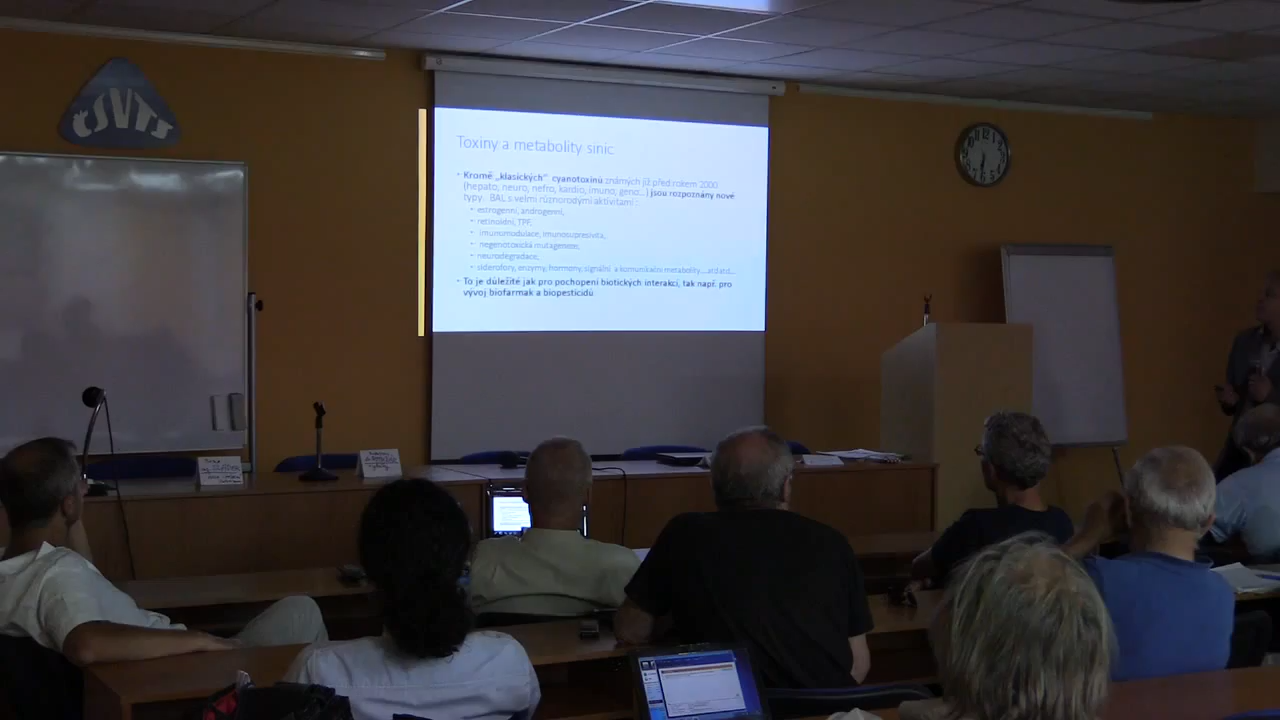 ČSVTS
Toxiny a metabolity sinic
• Kromě „klasických“ cyanotoxinů známých již před rokem 2000
(hepato, neuro, nefro, kardio, imuno, geno...) jsou rozpoznány nové
typy BAL s velmi různorodými aktivitami :
• estrogenní, androgenní,
• retinoidní, TPF,
• imunumodulace, imunosupresivita,
• negenotoxická mutageneze,
• neurodegradace,
• siderofory, enzymy, hormony, signální a komunikační metabolity....atd atd...
• To je důležité jak pro pochopení biotických interakcí, tak např. pro
vývoj biofarmak a biopesticidů